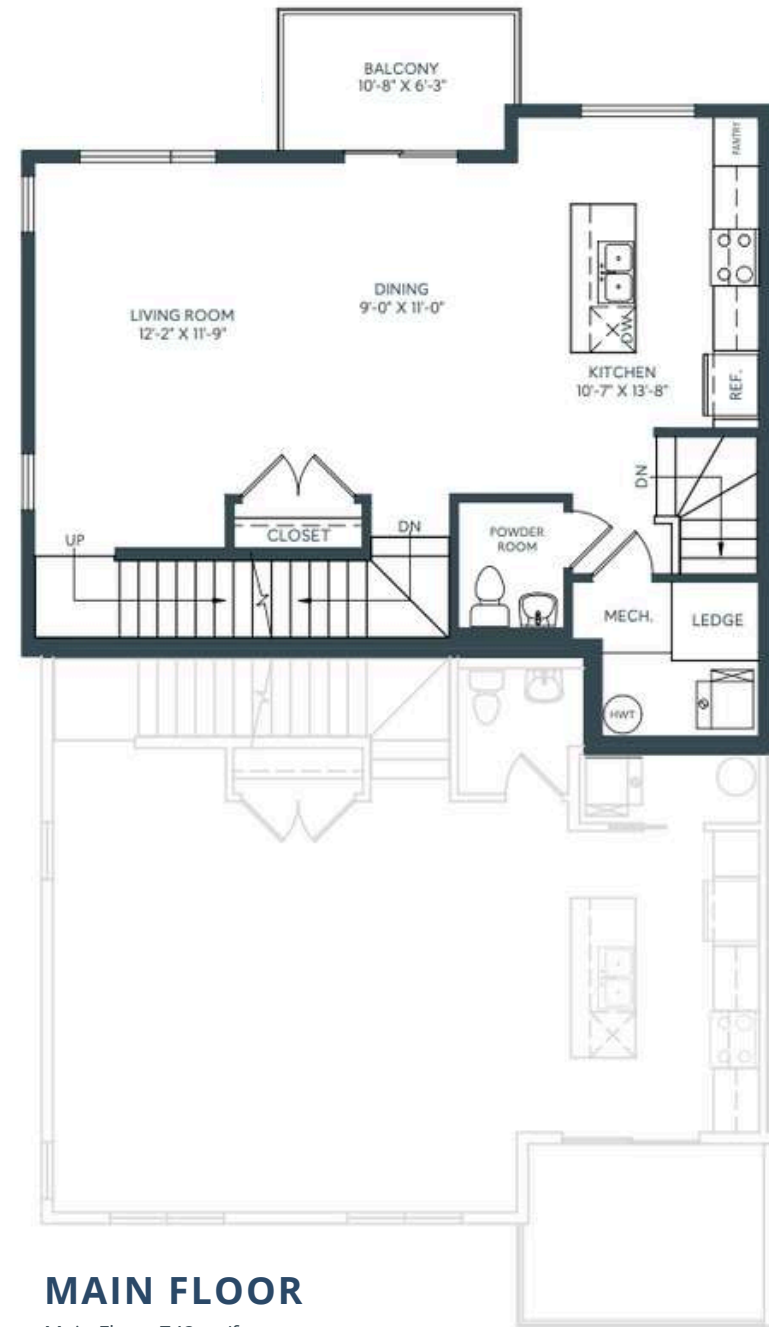 BALCONY
10'-8" X 6'-3"
PANTRY
LIVING ROOM
12'-2" X 11'-9"
DINING
9'-0" X 11'-0"
DW
KITCHEN
10'-7" X 13'-8"
REF.
DN
UP
CLOSET
DN
POWDER
ROOM
MECH.
LEDGE
HWT
MAIN FLOOR